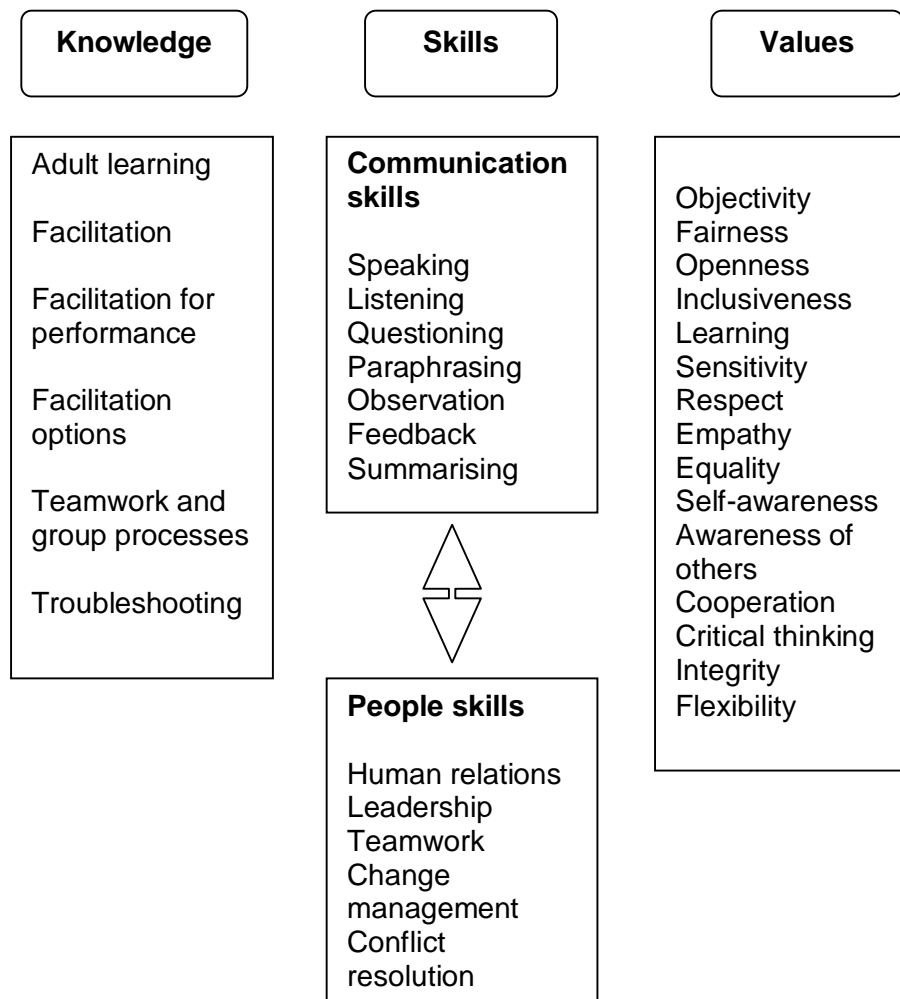 Knowledge
Skills
Values
Adult learning
Facilitation
Facilitation for
performance
Facilitation
options
Teamwork and
group processes
Troubleshooting
Communication
skills
Speaking
Listening
Questioning
Paraphrasing
Observation
Feedback
Summarising
People skills
Human relations
Leadership
Teamwork
Change
management
Conflict
resolution
Objectivity
Fairness
Openness
Inclusiveness
Learning
Sensitivity
Respect
Empathy
Equality
Self-awareness
Awareness of
others
Cooperation
Critical thinking
Integrity
Flexibility